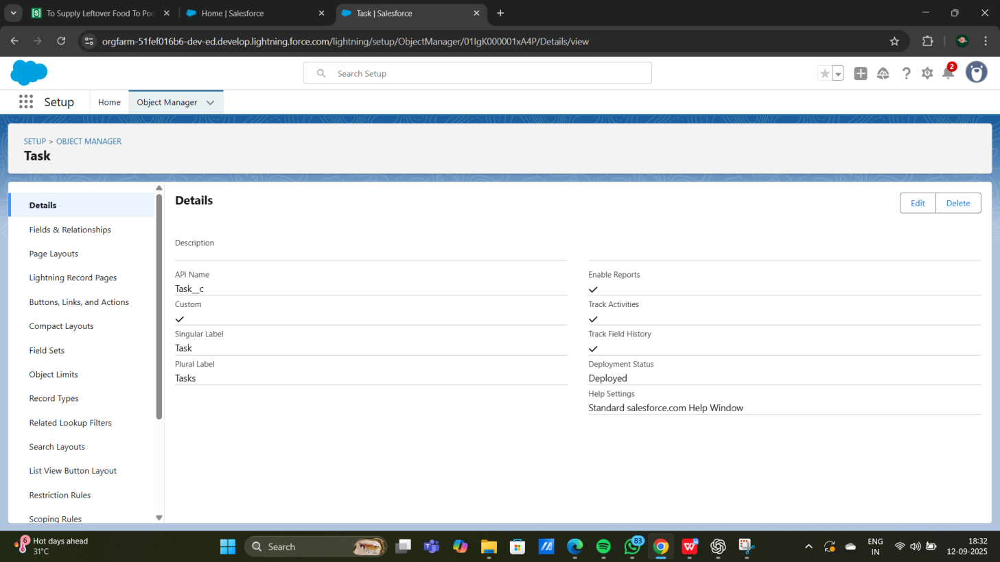 To Supply Leftover Food To Poo
Home | Salesforce
Task | Salesforce
orgfarm-51fef016b6-dev-ed.develop.lightning.force.com/lightning/setup/ObjectManager/01IgK000001xA4P/Details/view
Search Setup
2
Setup
Home
Object Manager
SETUP > OBJECT MANAGER
Task
Details
Fields & Relationships
Page Layouts
Lightning Record Pages
Buttons, Links, and Actions
Compact Layouts
Field Sets
Object Limits
Record Types
Related Lookup Filters
Search Layouts
List View Button Layout
Restriction Rules
Scoping Rules
Details
Edit
Delete
Description
API Name
Task__c
Custom
Singular Label
Task
Plural Label
Tasks
Enable Reports
Track Activities
Track Field History
Deployment Status
Deployed
Help Settings
Standard salesforce.com Help Window
6
Hot days ahead
31°C
Search
83
ENG
IN
18:32
12-09-2025